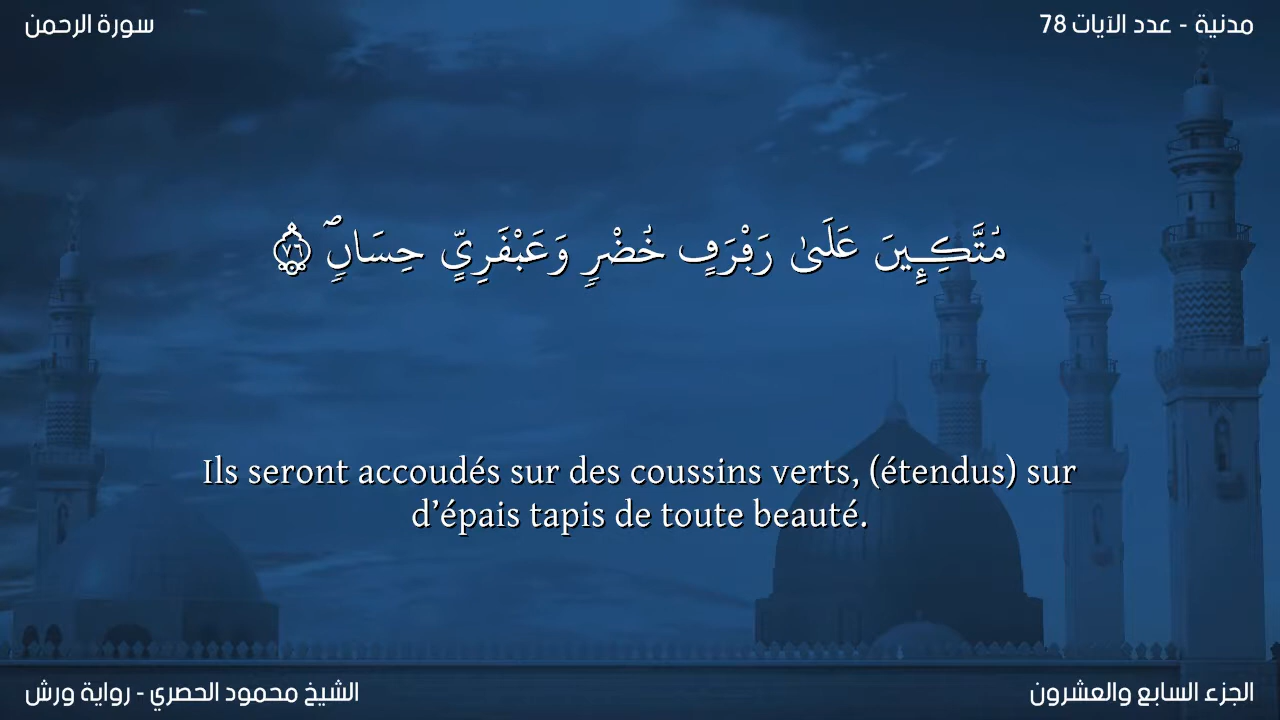 سورة الرحمن
مدنية - عدد الآيات 78
مُتَّكِـِٕينَ عَلَىٰ رَفْرَفٍ خُضْرٖ وَعَبْقَرِيٍّ حِسَانٖۖ ٧٦
Ils seront accoudés sur des coussins verts, (étendus) sur
d’épais tapis de toute beauté.
الشيخ محمود الحصري - رواية ورش
الجزء السابع والعشرون